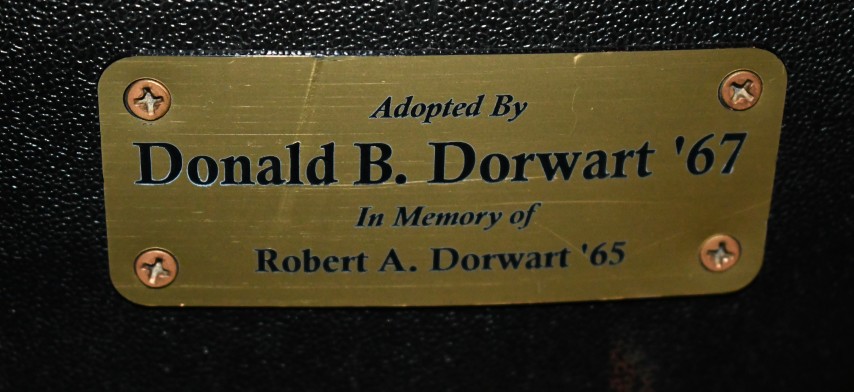 Adopted By
Donald B. Dorwart '67
In Memory of
Robert A. Dorwart '65